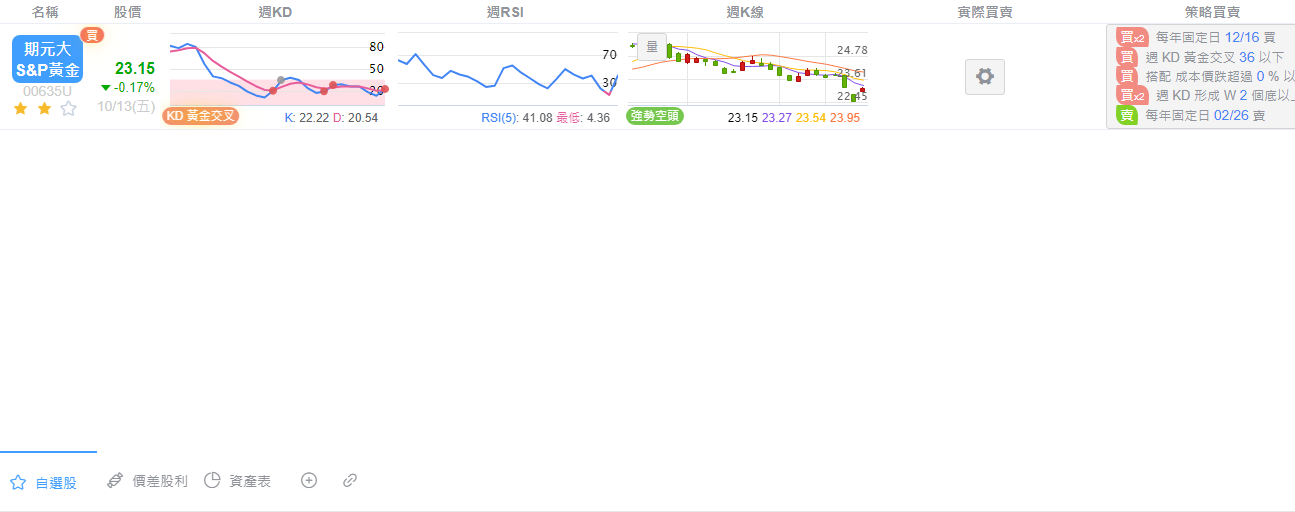 名稱 股價 週KD 週RSI 週K線 實際買賣 策略買賣
期元大
S&P黃金
買
00635U
23.15
-0.17%
10/13(五)
80
50
20
KD 黃金交叉
K: 22.22 D: 20.54
70
30
RSI(5): 41.08 最低: 4.36
量
24.78
23.61
22.45
強勢空頭
23.15 23.27 23.54 23.95
買x2 每年固定日 12/16 買
買 週 KD 黃金交叉 36 以下
買 搭配 成本價跌超過 0 % 以
買x2 週 KD 形成 W 2 個底以
賣 每年固定日 02/26 賣
自選股 價差股利 資產表